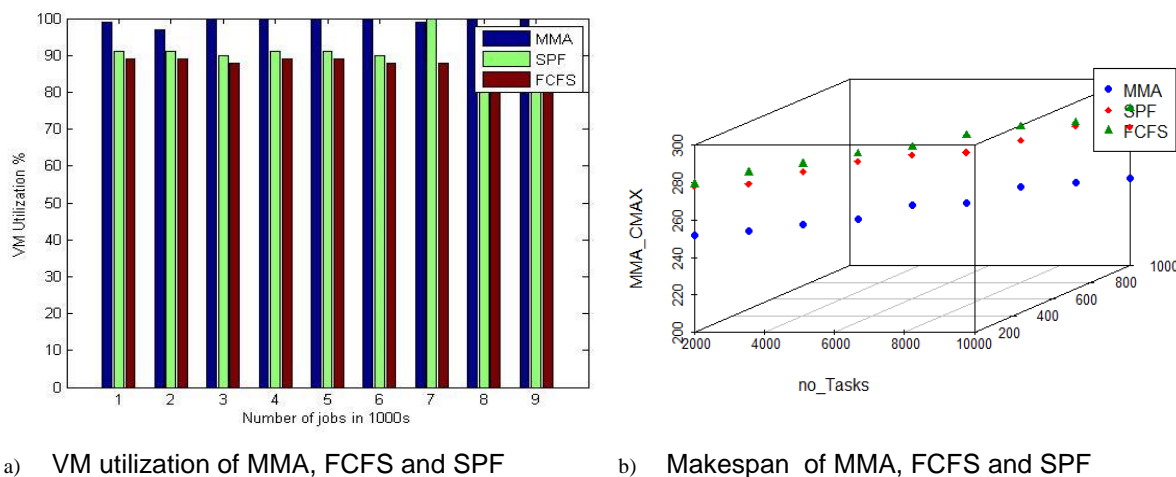 100
90
80
70
60
50
40
30
20
10
0
VM Utilization %
MMA
SPF
FCFS
1 2 3 4 5 6 7 8 9
Number of jobs in 1000s
MMA
SPF
FCFS
300
280
260
240
220
200
MMA_CMAX
2000 4000 6000 8000 10000
no_Tasks
200
400
600
800
a) VM utilization of MMA, FCFS and SPF
b) Makespan of MMA, FCFS and SPF